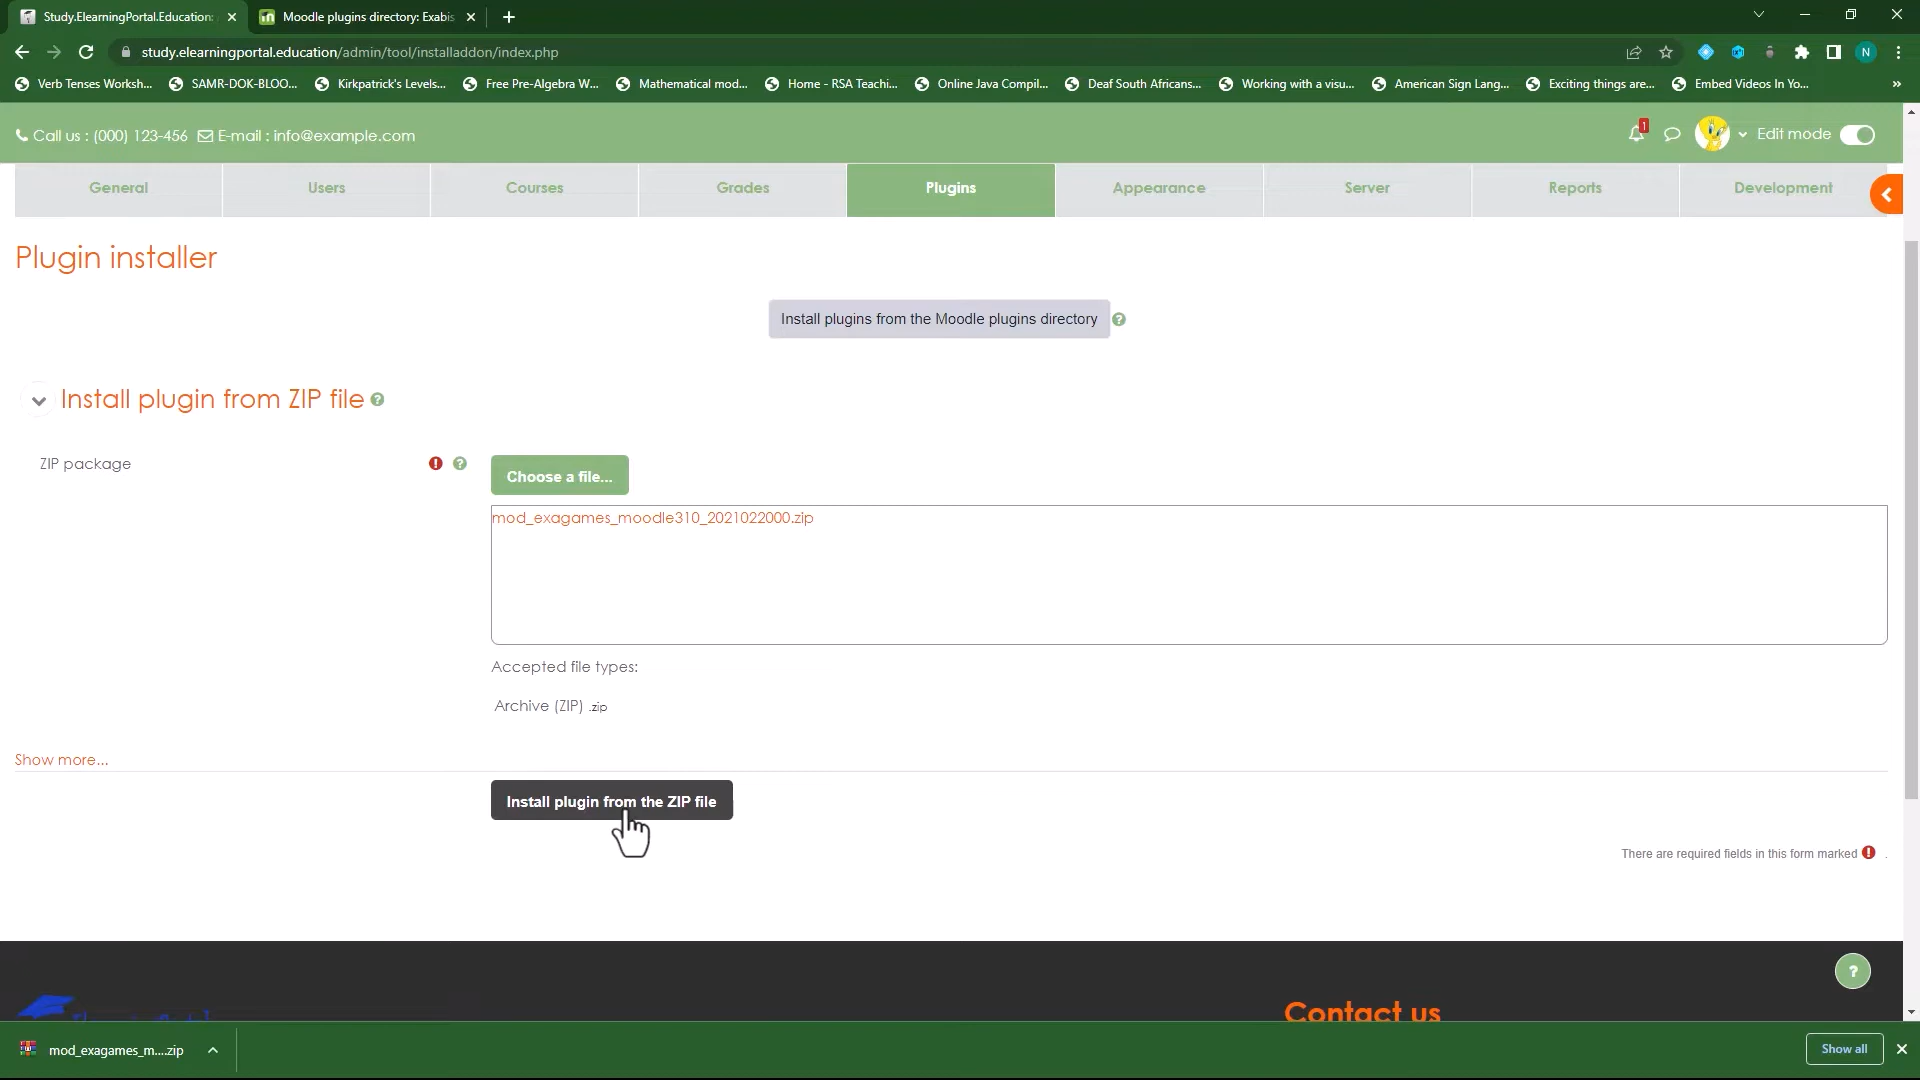 Study.ElearningPortal.Education:
Moodle plugins directory: Exabis
study.elearningportal.education/admin/tool/installaddon/index.php
N
Verb Tenses Worksh...
SAMR-DOK-BLOO...
Kirkpatrick's Levels...
Free Pre-Algebra W...
Mathematical mod...
Home - RSA Teachi...
Online Java Compil...
Deaf South Africans...
Working with a visu...
American Sign Lang...
Exciting things are...
Embed Videos In Yo...
»
Call us : (000) 123-456
E-mail : info@example.com
1
Edit mode
General
Users
Courses
Grades
Plugins
Appearance
Server
Reports
Development
Plugin installer
Install plugins from the Moodle plugins directory
Install plugin from ZIP file
ZIP package
Choose a file...
mod_exagames_moodle310_2021022000.zip
Accepted file types:
Archive (ZIP) .zip
Show more...
Install plugin from the ZIP file
There are required fields in this form marked
.
?
Contact us
mod_exagames_m....zip
Show all